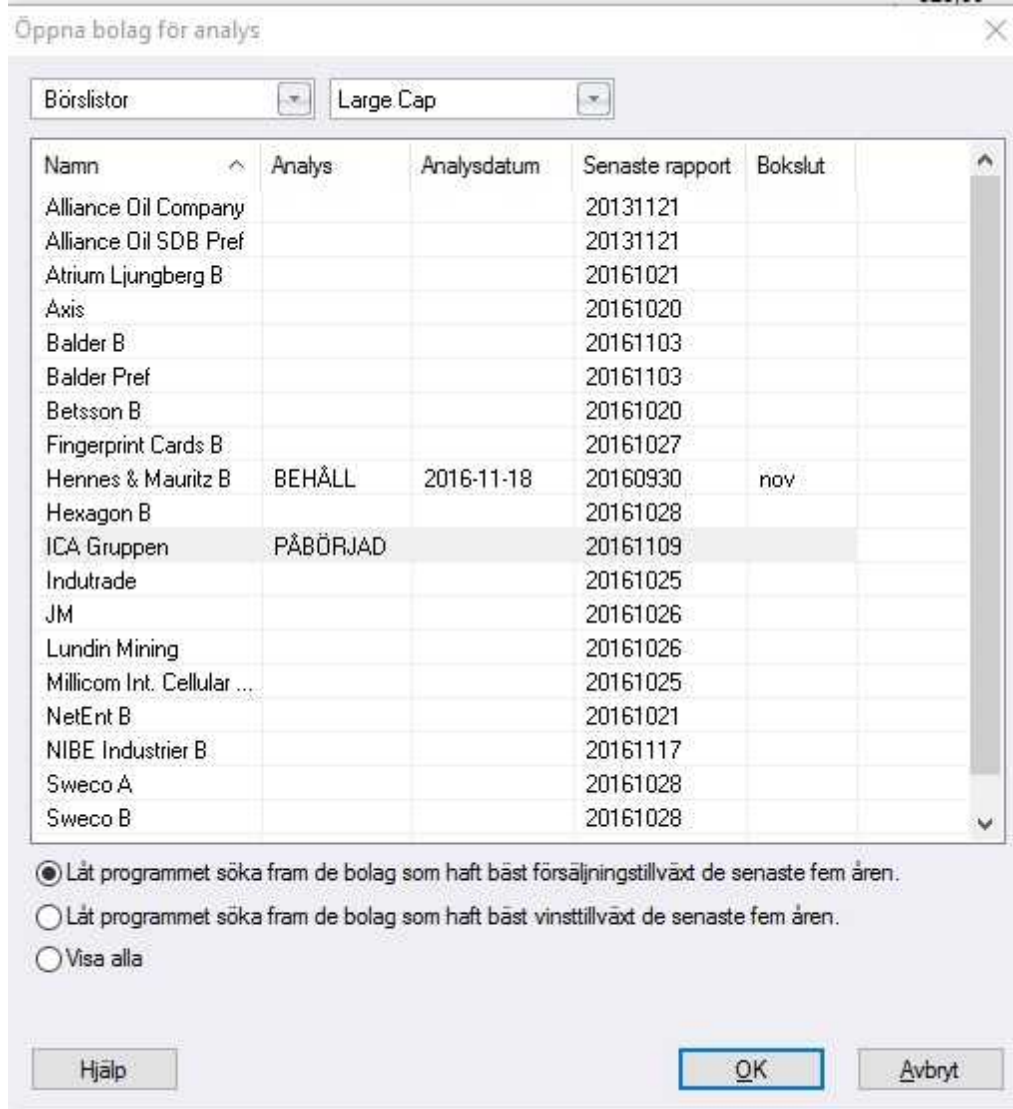 Öppna bolag för analys
Börslistor Large Cap
Namn Analys Analysdatum Senaste rapport Bokslut
Alliance Oil Company 20131121
Alliance Oil SDB Pref 20131121
Atrium Ljungberg B 20161021
Axis 20161020
Balder B 20161103
Balder Pref 20161103
Betsson B 20161020
Fingerprint Cards B 20161027
Hennes & Mauritz B BEHÅLL 2016-11-18 20160930 nov
Hexagon B 20161028
ICA Gruppen PÅBÖRJAD 20161109
Indutrade 20161025
JM 20161026
Lundin Mining 20161026
Millicom Int. Cellular ... 20161025
NetEnt B 20161021
NIBE Industrier B 20161117
Sweco A 20161028
Sweco B 20161028
Låt programmet söka fram de bolag som haft bäst försäljningstillväxt de senaste fem åren.
Låt programmet söka fram de bolag som haft bäst vinsttillväxt de senaste fem åren.
Visa alla
Hjälp OK Avbryt